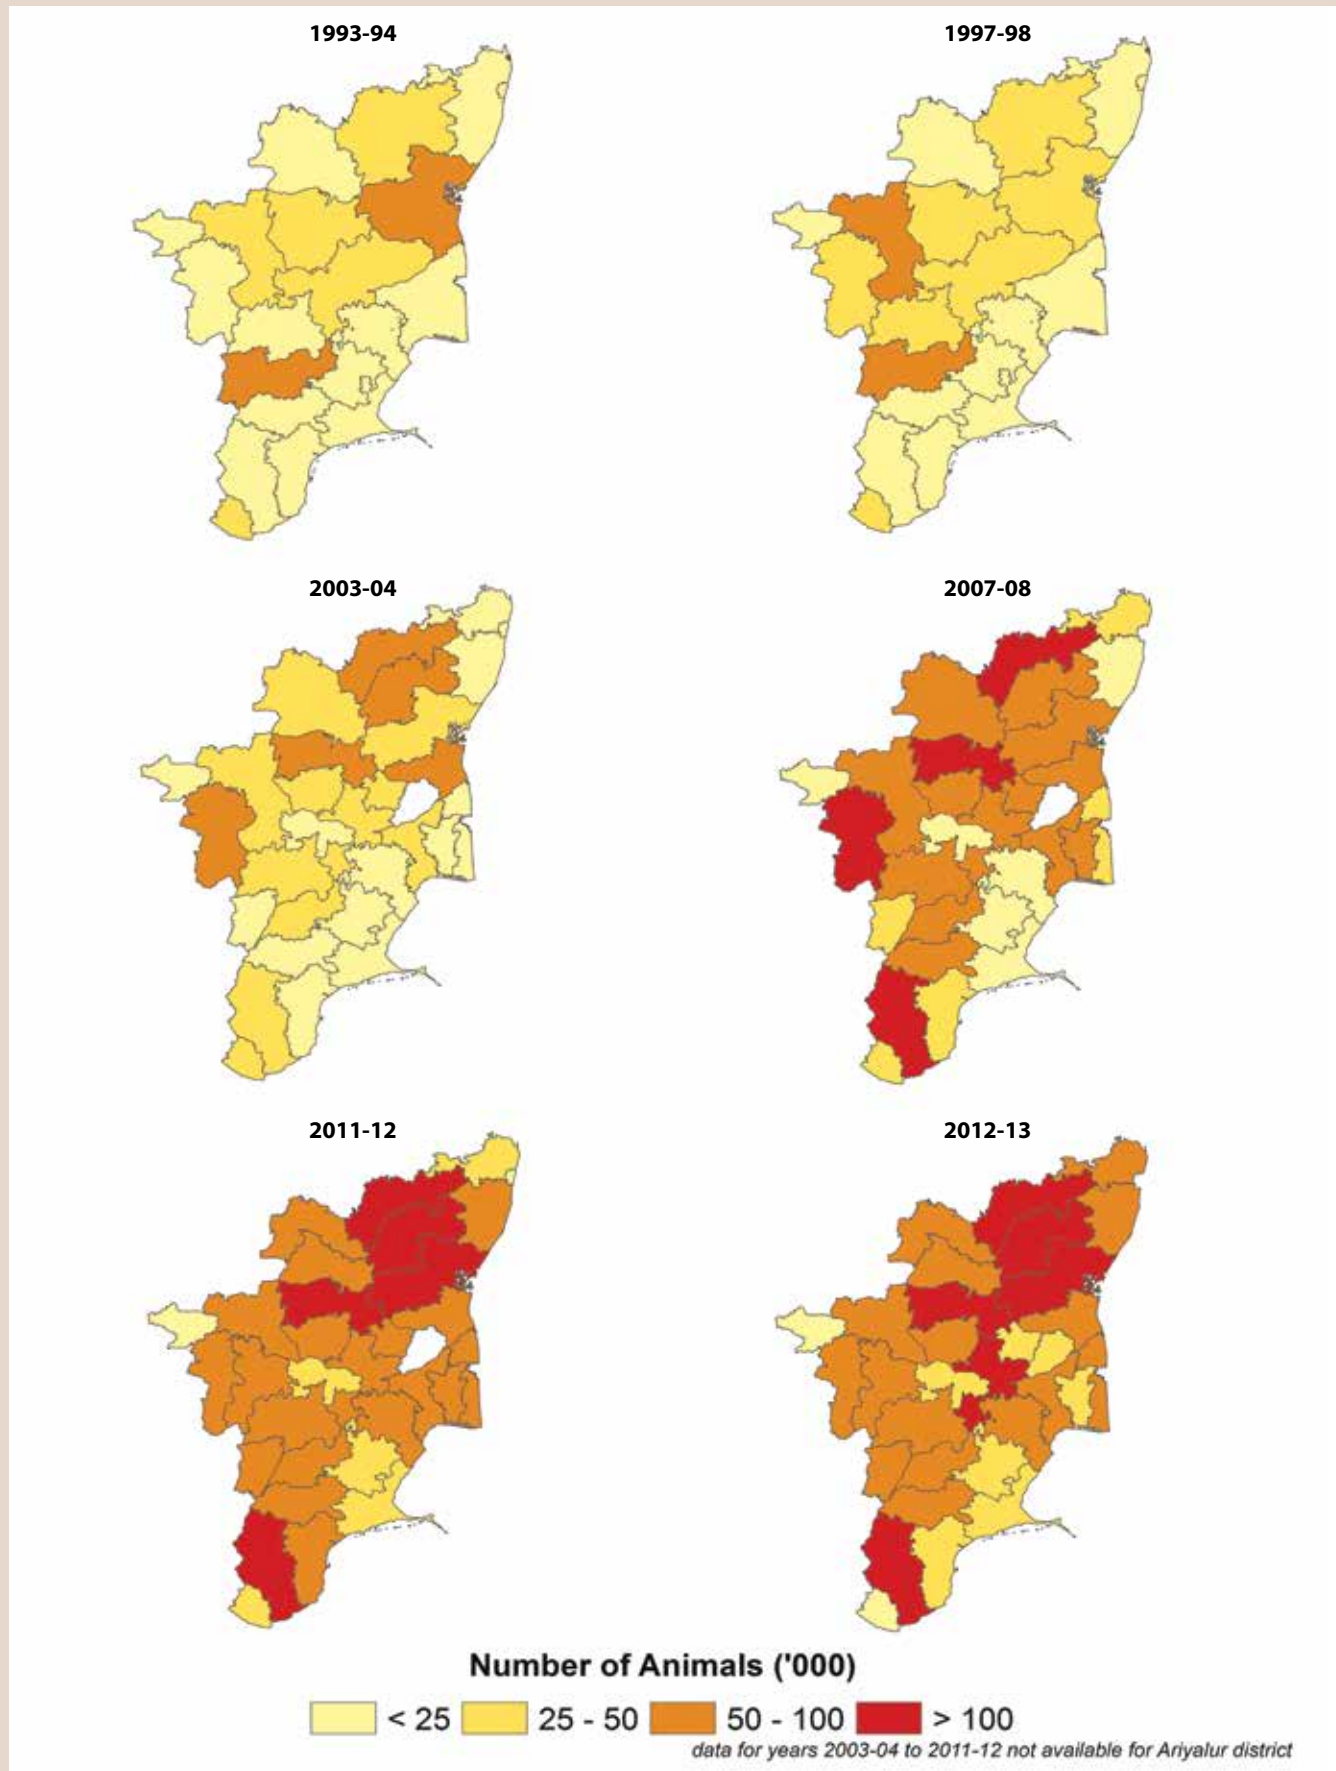 1993-94
1997-98
2003-04
2007-08
2011-12
2012-13
Number of Animals ('000)
< 25
25 - 50
50 - 100
> 100
data for years 2003-04 to 2011-12 not available for Ariyalur district